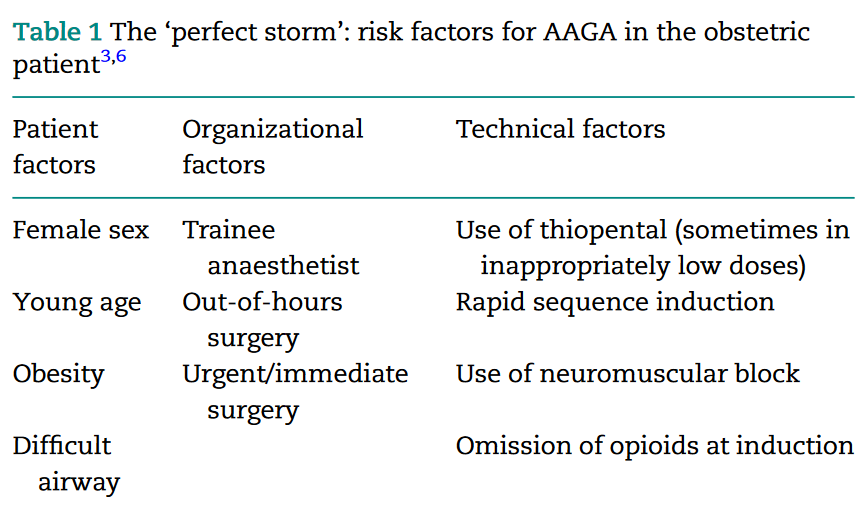 Table 1 The ‘perfect storm’: risk factors for AAGA in the obstetric
patient3,6
Patient factors
Organizational factors
Technical factors
Female sex
Trainee anaesthetist
Use of thiopental (sometimes in inappropriately low doses)
Young age
Out-of-hours surgery
Rapid sequence induction
Obesity
Urgent/immediate surgery
Use of neuromuscular block
Difficult airway
Omission of opioids at induction